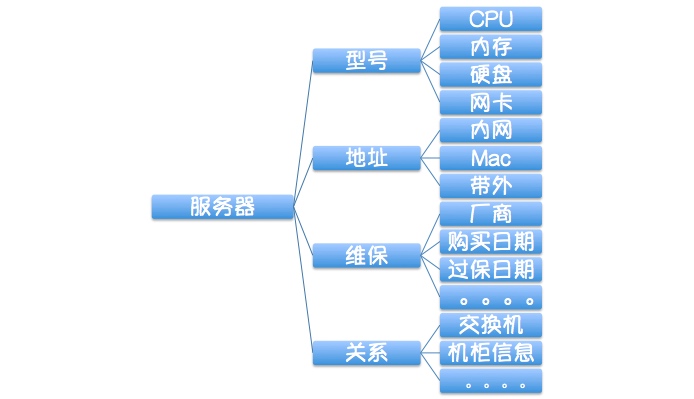 服务器
型号
CPU
内存
硬盘
网卡
地址
内网
Mac
带外
维保
厂商
购买日期
过保日期
。。。。
关系
交换机
机柜信息
。。。。